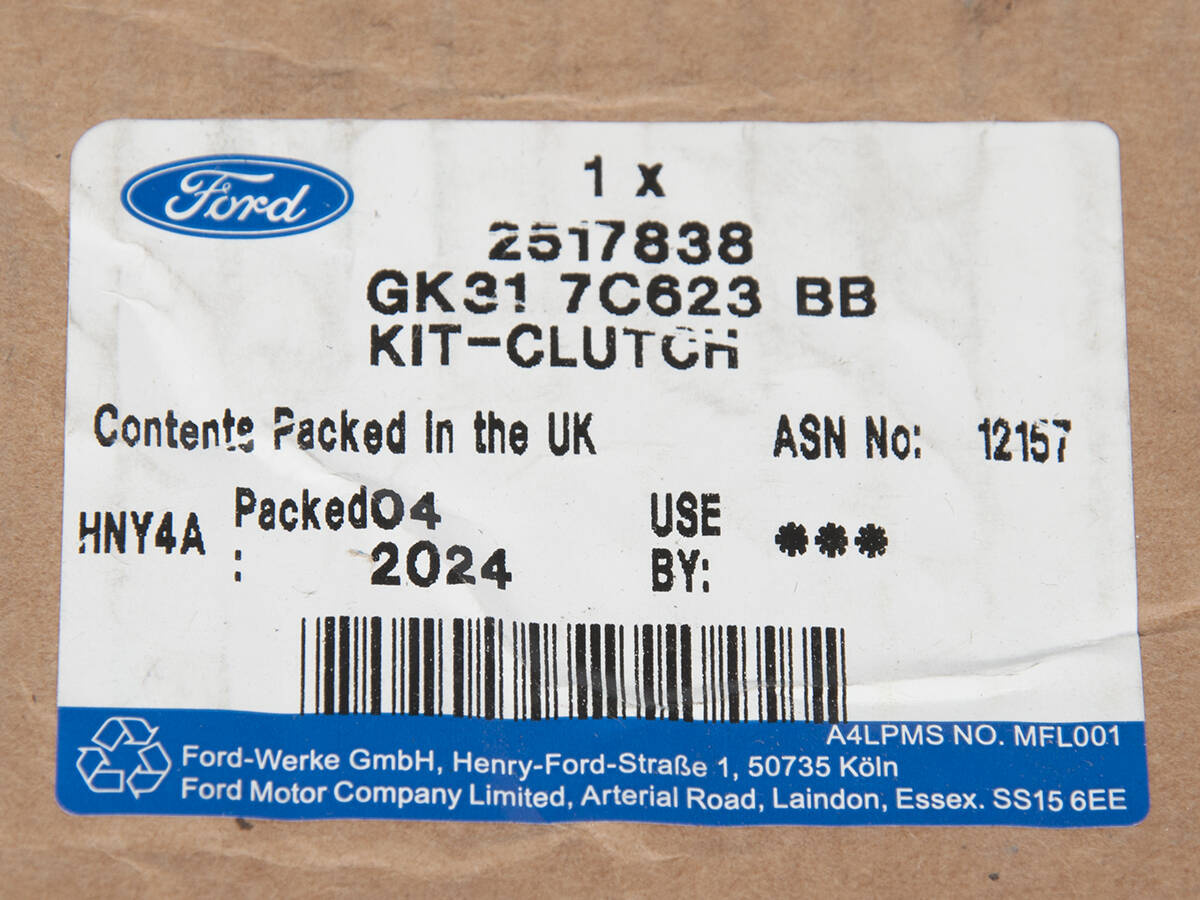 Ford
1 x
2517838
GK31 7C623 BB
KIT-CLUTCH
Contents Packed in the UK
ASN No: 12157
HNY4A
Packed 04
: 2024
USE
BY: ***
A4LPMS NO. MFL001
Ford-Werke GmbH, Henry-Ford-Straße 1, 50735 Köln
Ford Motor Company Limited, Arterial Road, Laindon, Essex. SS15 6EE